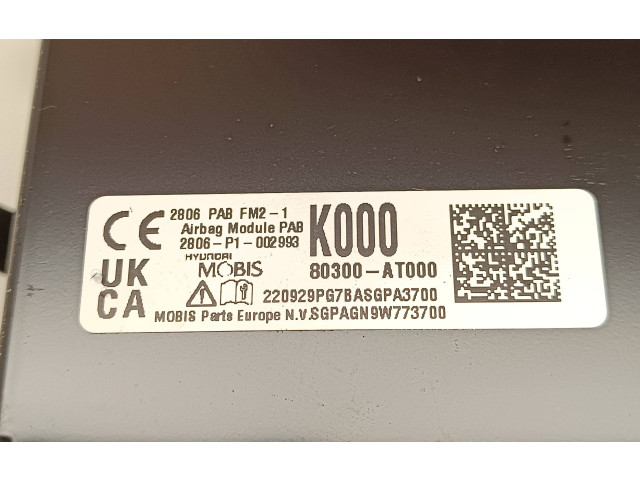 CE 2806 PAB FM2-1
Airbag Module PAB
2806-P1-002993
K000
HYUNDAI
MOBIS
80300-AT000
UK
CA
220929PG7BASGPA3700
MOBIS Parts Europe N.V. SGPAGN9W773700